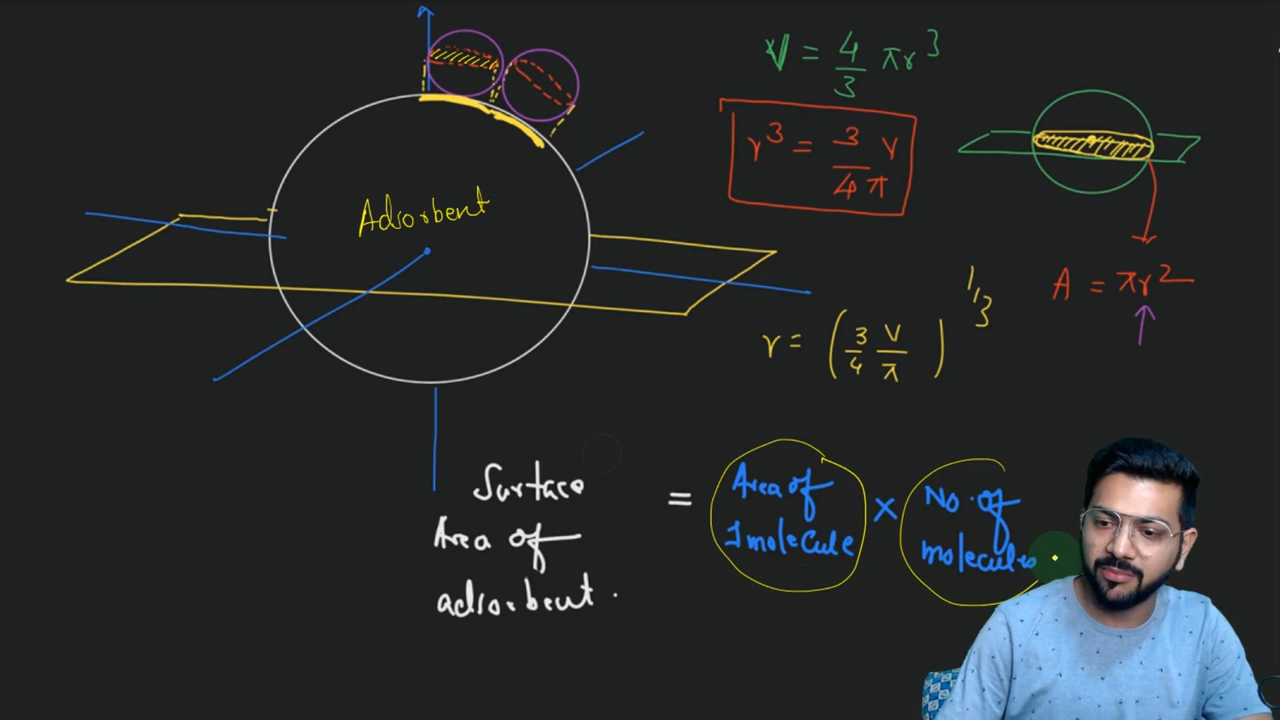 V = 4/3 πr³
r³ = 3/4 V/π
Adsorbent
A = πr²
r = (3/4 V/π)^1/3
Surface
Area of
adsorbent.
=
Area of
1 molecule
×
No. of
molecules